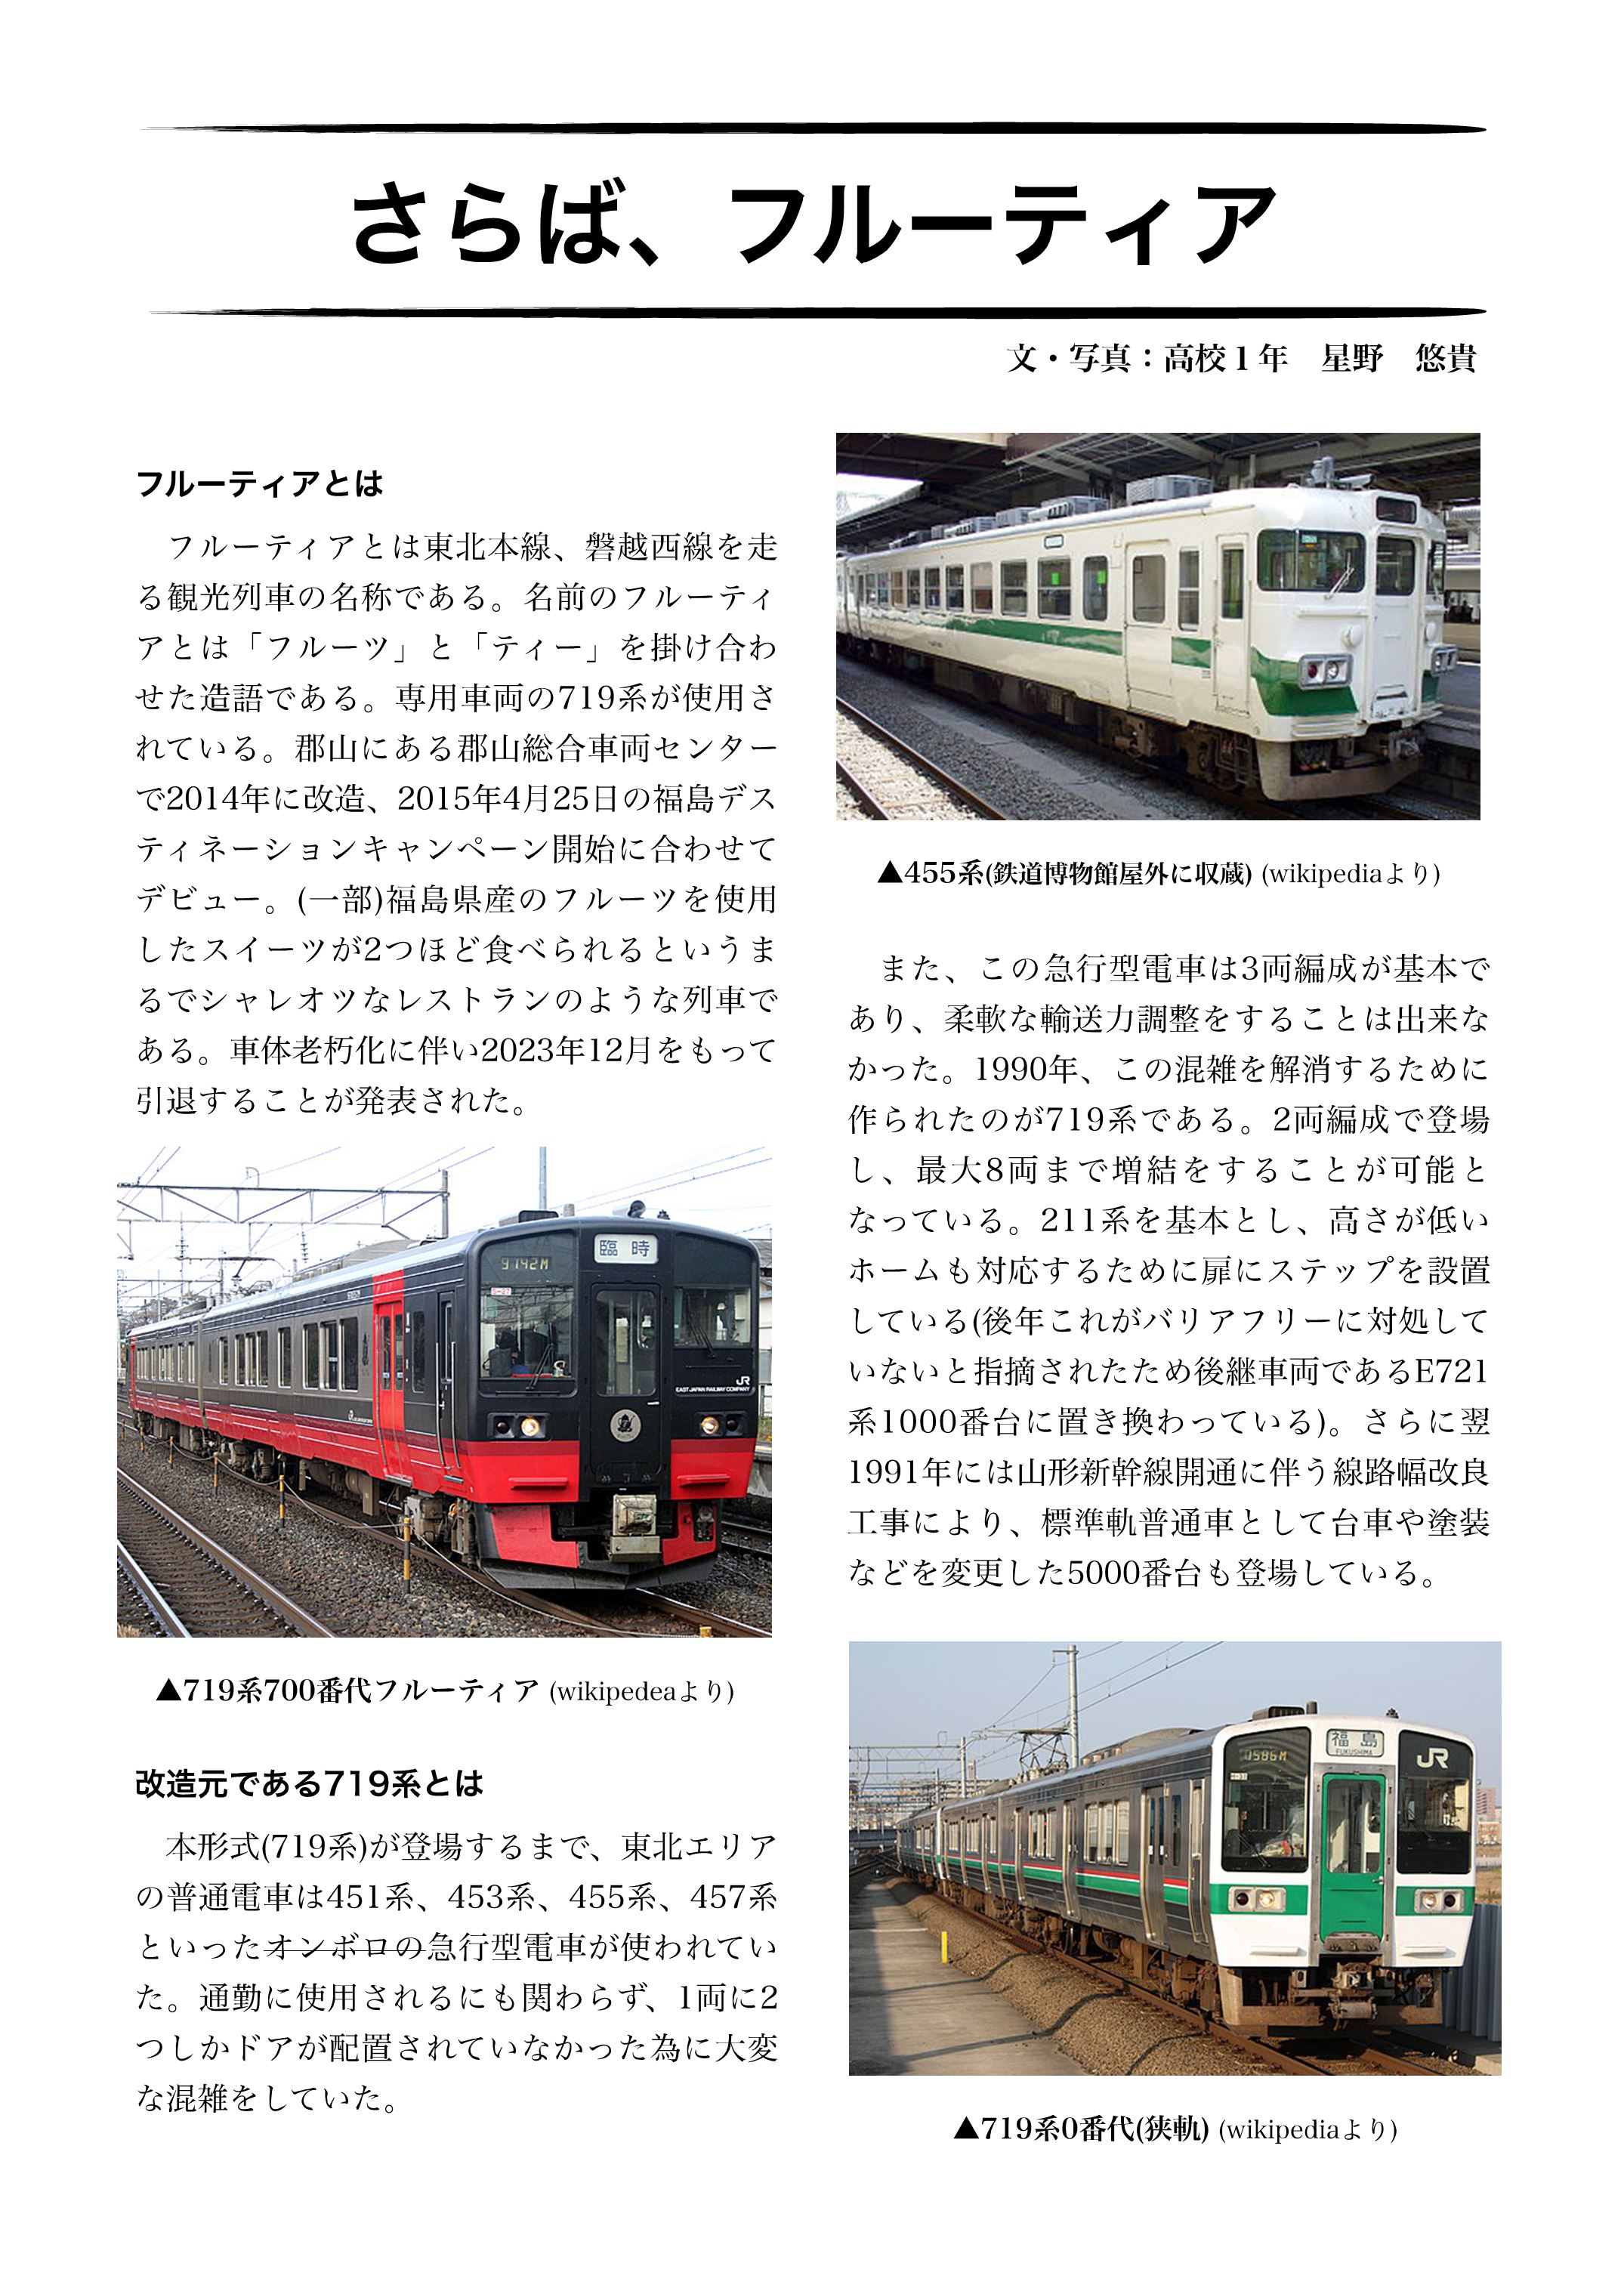 さらば、フルーティア
文・写真：高校１年　星野　悠貴
フルーティアとは
　フルーティアとは東北本線、磐越西線を走
る観光列車の名称である。名前のフルーティ
アとは「フルーツ」と「ティー」を掛け合わ
せた造語である。専用車両の719系が使用さ
れている。郡山にある郡山総合車両センター
で2014年に改造、2015年4月25日の福島デス
ティネーションキャンペーン開始に合わせて
デビュー。(一部)福島県産のフルーツを使用
したスイーツが2つほど食べられるというま
るでシャレオツなレストランのような列車で
ある。車体老朽化に伴い2023年12月をもって
引退することが発表された。
臨時
9142M
S-27
JR
EAST JAPAN RAILWAY COMPANY
▲719系700番代フルーティア (wikipedeaより)
改造元である719系とは
　本形式(719系)が登場するまで、東北エリア
の普通電車は451系、453系、455系、457系
といったオンボロの急行型電車が使われてい
た。通勤に使用されるにも関わらず、1両に2
つしかドアが配置されていなかった為に大変
な混雑をしていた。
▲455系(鉄道博物館屋外に収蔵) (wikipediaより)
　また、この急行型電車は3両編成が基本で
あり、柔軟な輸送力調整をすることは出来な
かった。1990年、この混雑を解消するために
作られたのが719系である。2両編成で登場
し、最大8両まで増結をすることが可能と
なっている。211系を基本とし、高さが低い
ホームも対応するために扉にステップを設置
している(後年これがバリアフリーに対処して
いないと指摘されたため後継車両であるE721
系1000番台に置き換わっている)。さらに翌
1991年には山形新幹線開通に伴う線路幅改良
工事により、標準軌普通車として台車や塗装
などを変更した5000番台も登場している。
福島
FUKUSHIMA
1586M
JR
▲719系0番代(狭軌) (wikipediaより)